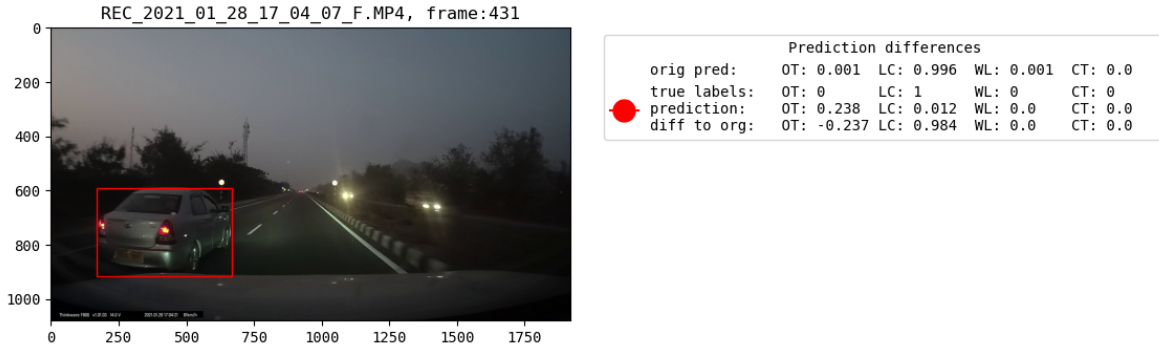 REC_2021_01_28_17_04_07_F.MP4, frame:431
0
200
400
600
800
1000
0 250 500 750 1000 1250 1500 1750
Prediction differences
orig pred: OT: 0.001 LC: 0.996 WL: 0.001 CT: 0.0
true labels: OT: 0 LC: 1 WL: 0 CT: 0
prediction: OT: 0.238 LC: 0.012 WL: 0.0 CT: 0.0
diff to org: OT: -0.237 LC: 0.984 WL: 0.0 CT: 0.0